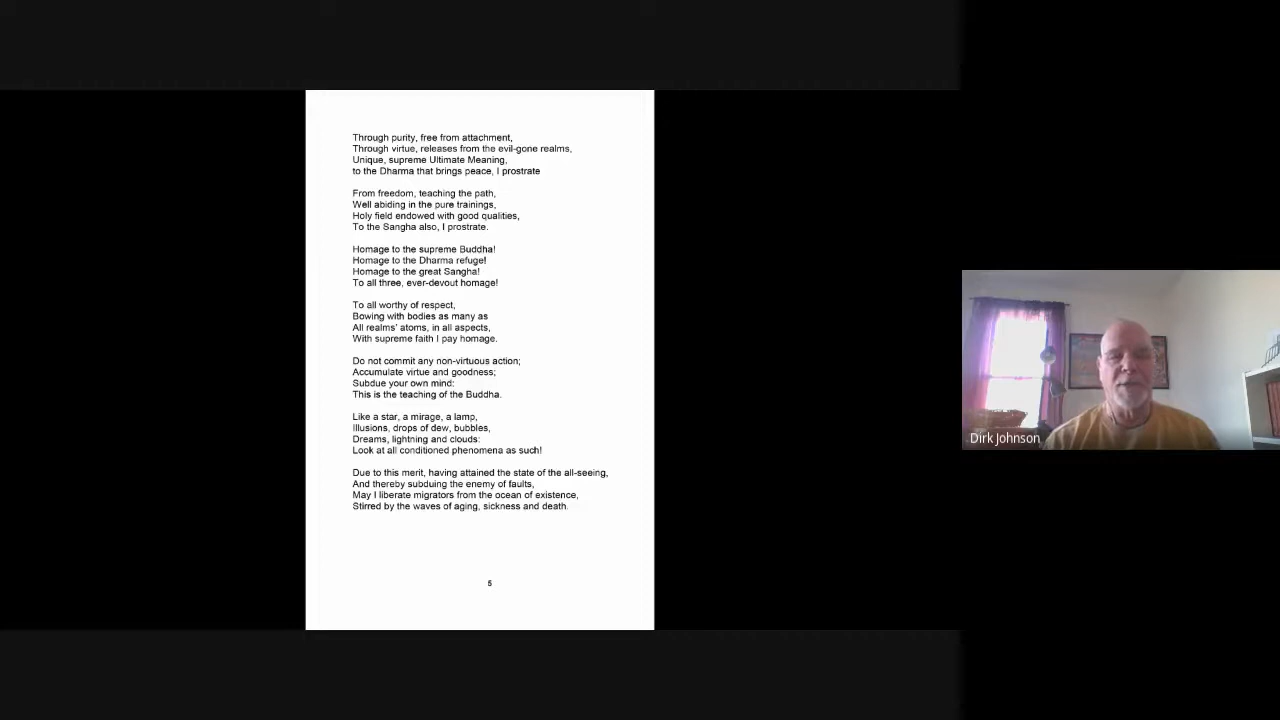 Through purity, free from attachment,
Through virtue, releases from the evil-gone realms,
Unique, supreme Ultimate Meaning,
to the Dharma that brings peace, I prostrate
From freedom, teaching the path,
Well abiding in the pure trainings,
Holy field endowed with good qualities,
To the Sangha also, I prostrate.
Homage to the supreme Buddha!
Homage to the Dharma refuge!
Homage to the great Sangha!
To all three, ever-devout homage!
To all worthy of respect,
Bowing with bodies as many as
All realms' atoms, in all aspects,
With supreme faith I pay homage.
Do not commit any non-virtuous action;
Accumulate virtue and goodness;
Subdue your own mind:
This is the teaching of the Buddha.
Like a star, a mirage, a lamp,
Illusions, drops of dew, bubbles,
Dreams, lightning and clouds:
Look at all conditioned phenomena as such!
Due to this merit, having attained the state of the all-seeing,
And thereby subduing the enemy of faults,
May I liberate migrators from the ocean of existence,
Stirred by the waves of aging, sickness and death.
5
Dirk Johnson